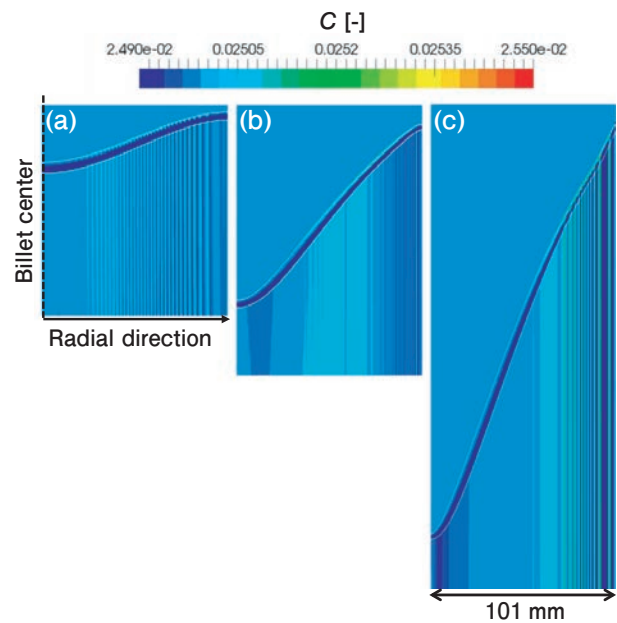 C [-]
2.490e-02 0.02505 0.0252 0.02535 2.550e-02
(a) (b) (c)
Billet center
Radial direction
101 mm